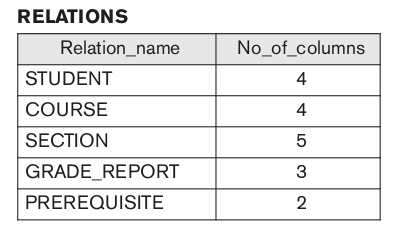 RELATIONS
Relation_name No_of_columns
STUDENT 4
COURSE 4
SECTION 5
GRADE_REPORT 3
PREREQUISITE 2